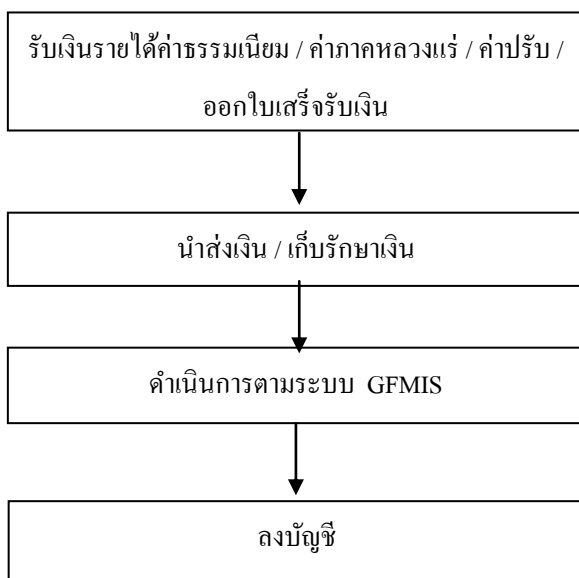 รับเงินรายได้ค่าธรรมเนียม / ค่าภาคหลวงแร่ / ค่าปรับ /
ออกใบเสร็จรับเงิน
นำส่งเงิน / เก็บรักษาเงิน
ดำเนินการตามระบบ GFMIS
ลงบัญชี